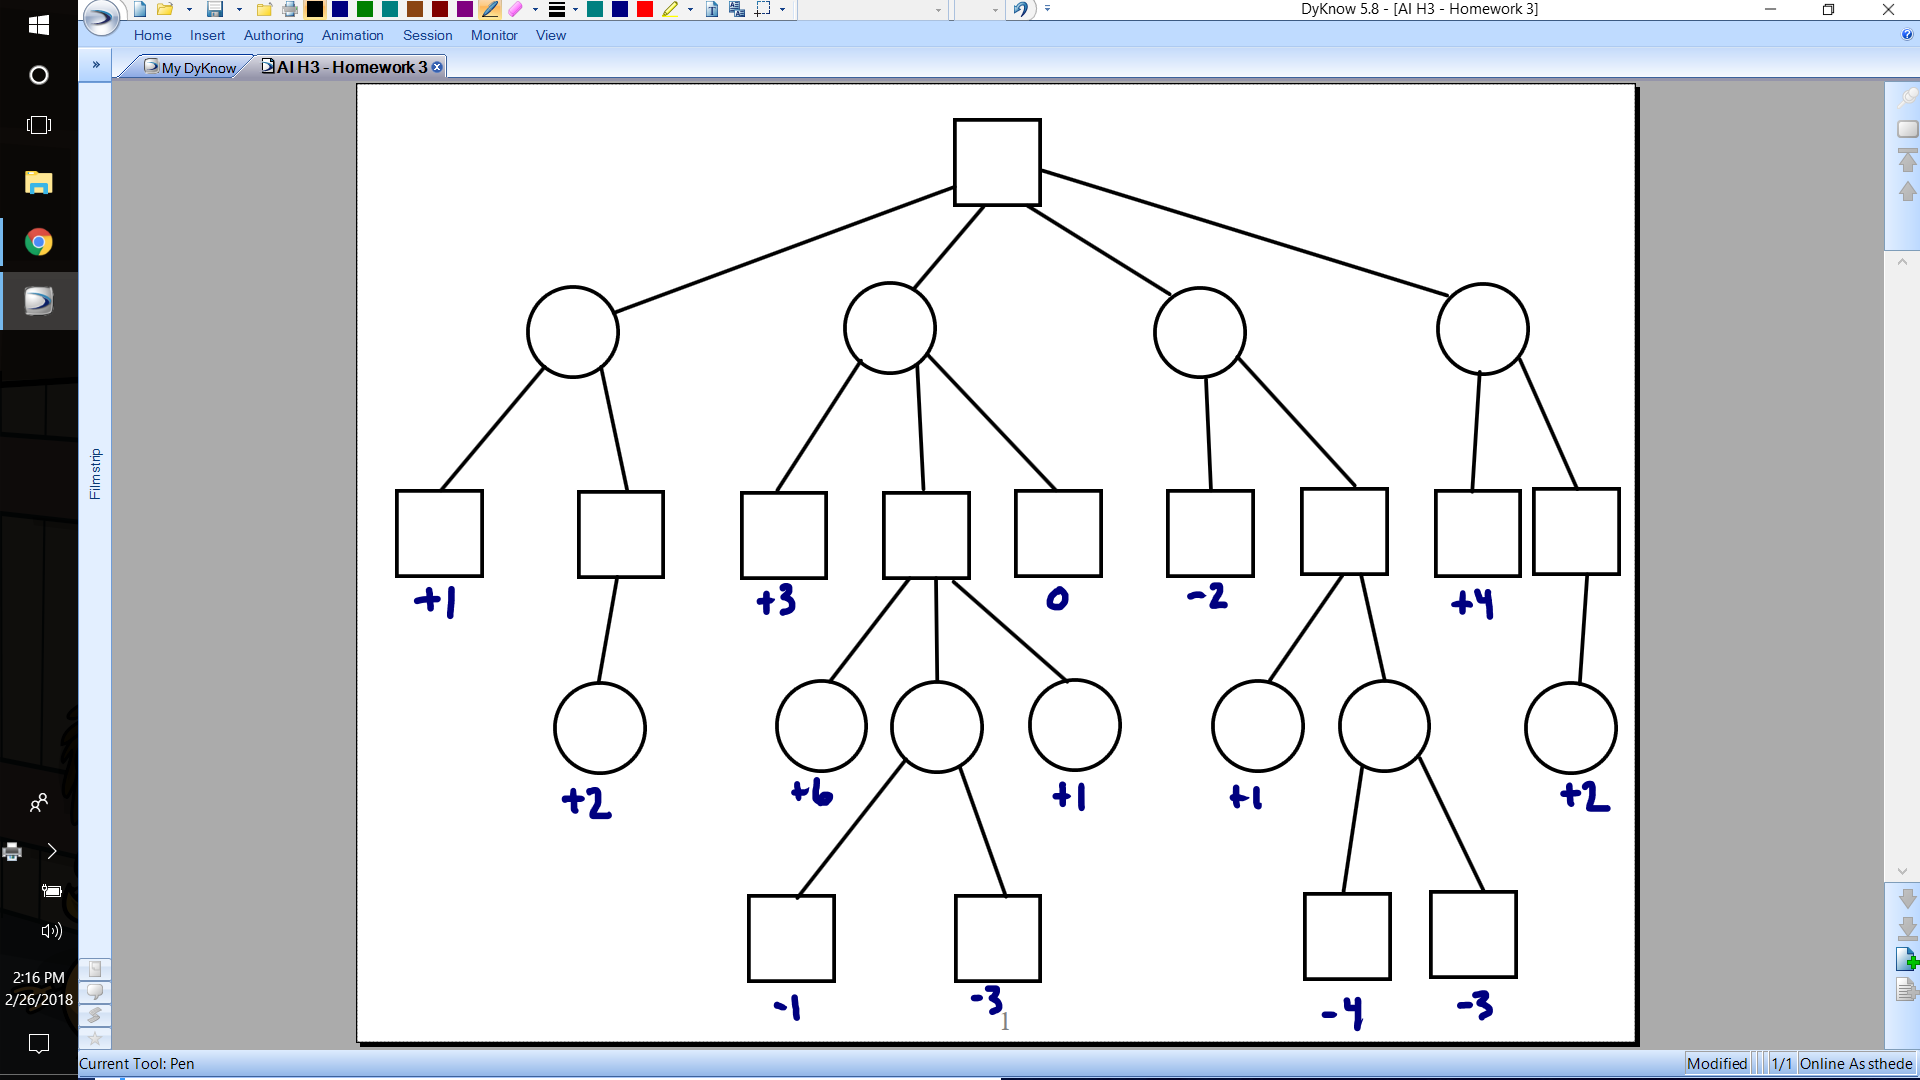 DyKnow 5.8 - [AI H3 - Homework 3]
Home Insert Authoring Animation Session Monitor View
My DyKnow AI H3 - Homework 3
Filmstrip
+1 +3 0 -2 +4
+2 +6 +1 +1 +2
-1 -3 -4 -3
1
2:16 PM
2/26/2018
Current Tool: Pen Modified 1/1 Online Assthede